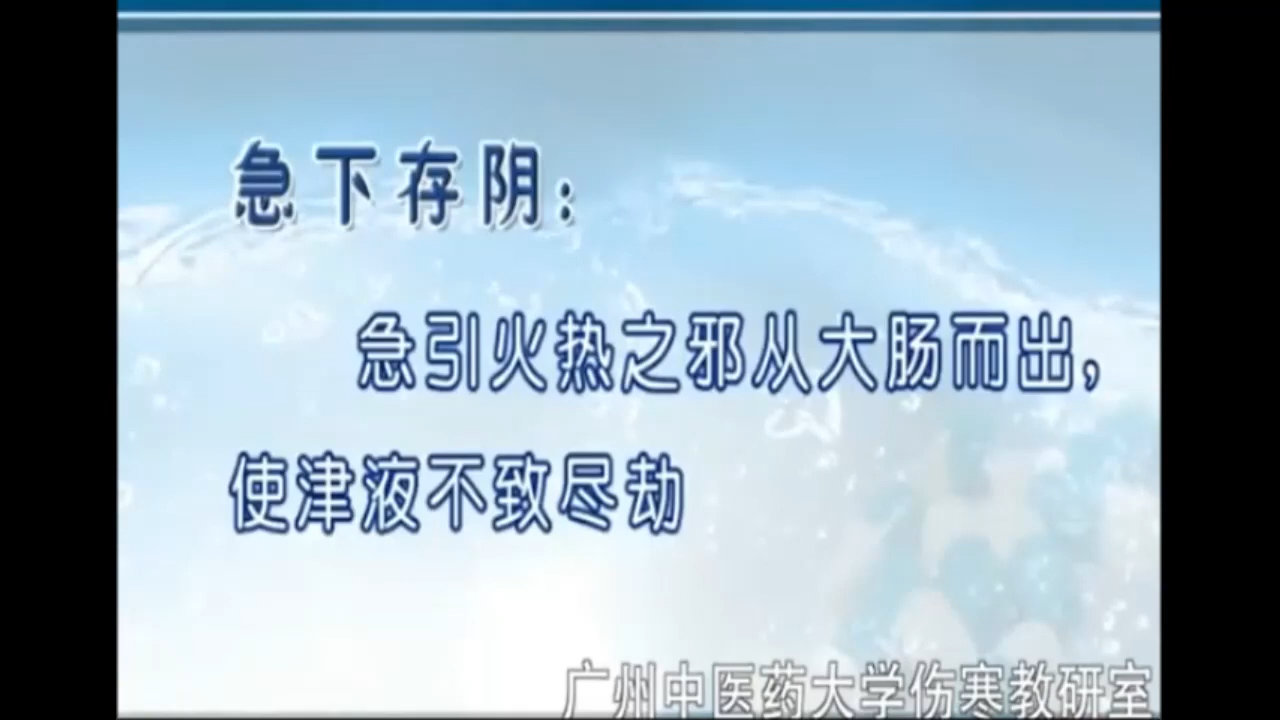 急下存阴：
急引火热之邪从大肠而出，
使津液不致尽劫
广州中医药大学伤寒教研室